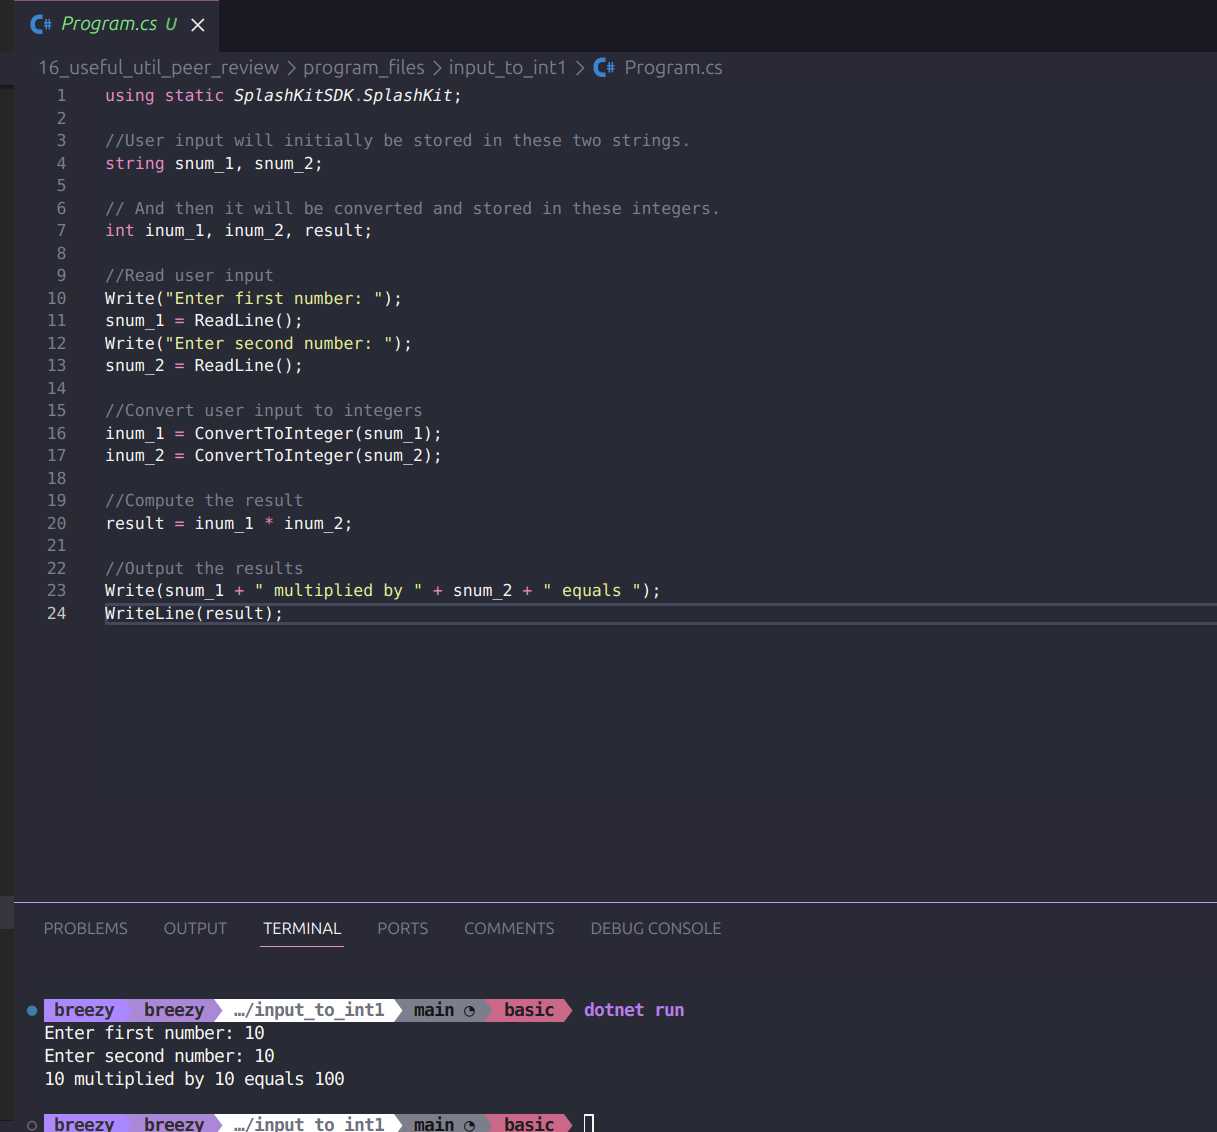 Program.cs U
16_useful_util_peer_review > program_files > input_to_int1 > C# Program.cs
1 using static SplashKitSDK.SplashKit;
2
3 //User input will initially be stored in these two strings.
4 string snum_1, snum_2;
5
6 // And then it will be converted and stored in these integers.
7 int inum_1, inum_2, result;
8
9 //Read user input
10 Write("Enter first number: ");
11 snum_1 = ReadLine();
12 Write("Enter second number: ");
13 snum_2 = ReadLine();
14
15 //Convert user input to integers
16 inum_1 = ConvertToInteger(snum_1);
17 inum_2 = ConvertToInteger(snum_2);
18
19 //Compute the result
20 result = inum_1 * inum_2;
21
22 //Output the results
23 Write(snum_1 + " multiplied by " + snum_2 + " equals ");
24 WriteLine(result);
PROBLEMS OUTPUT TERMINAL PORTS COMMENTS DEBUG CONSOLE
breezy breezy …/input_to_int1 main basic dotnet run
Enter first number: 10
Enter second number: 10
10 multiplied by 10 equals 100
breezy breezy …/input_to_int1 main basic